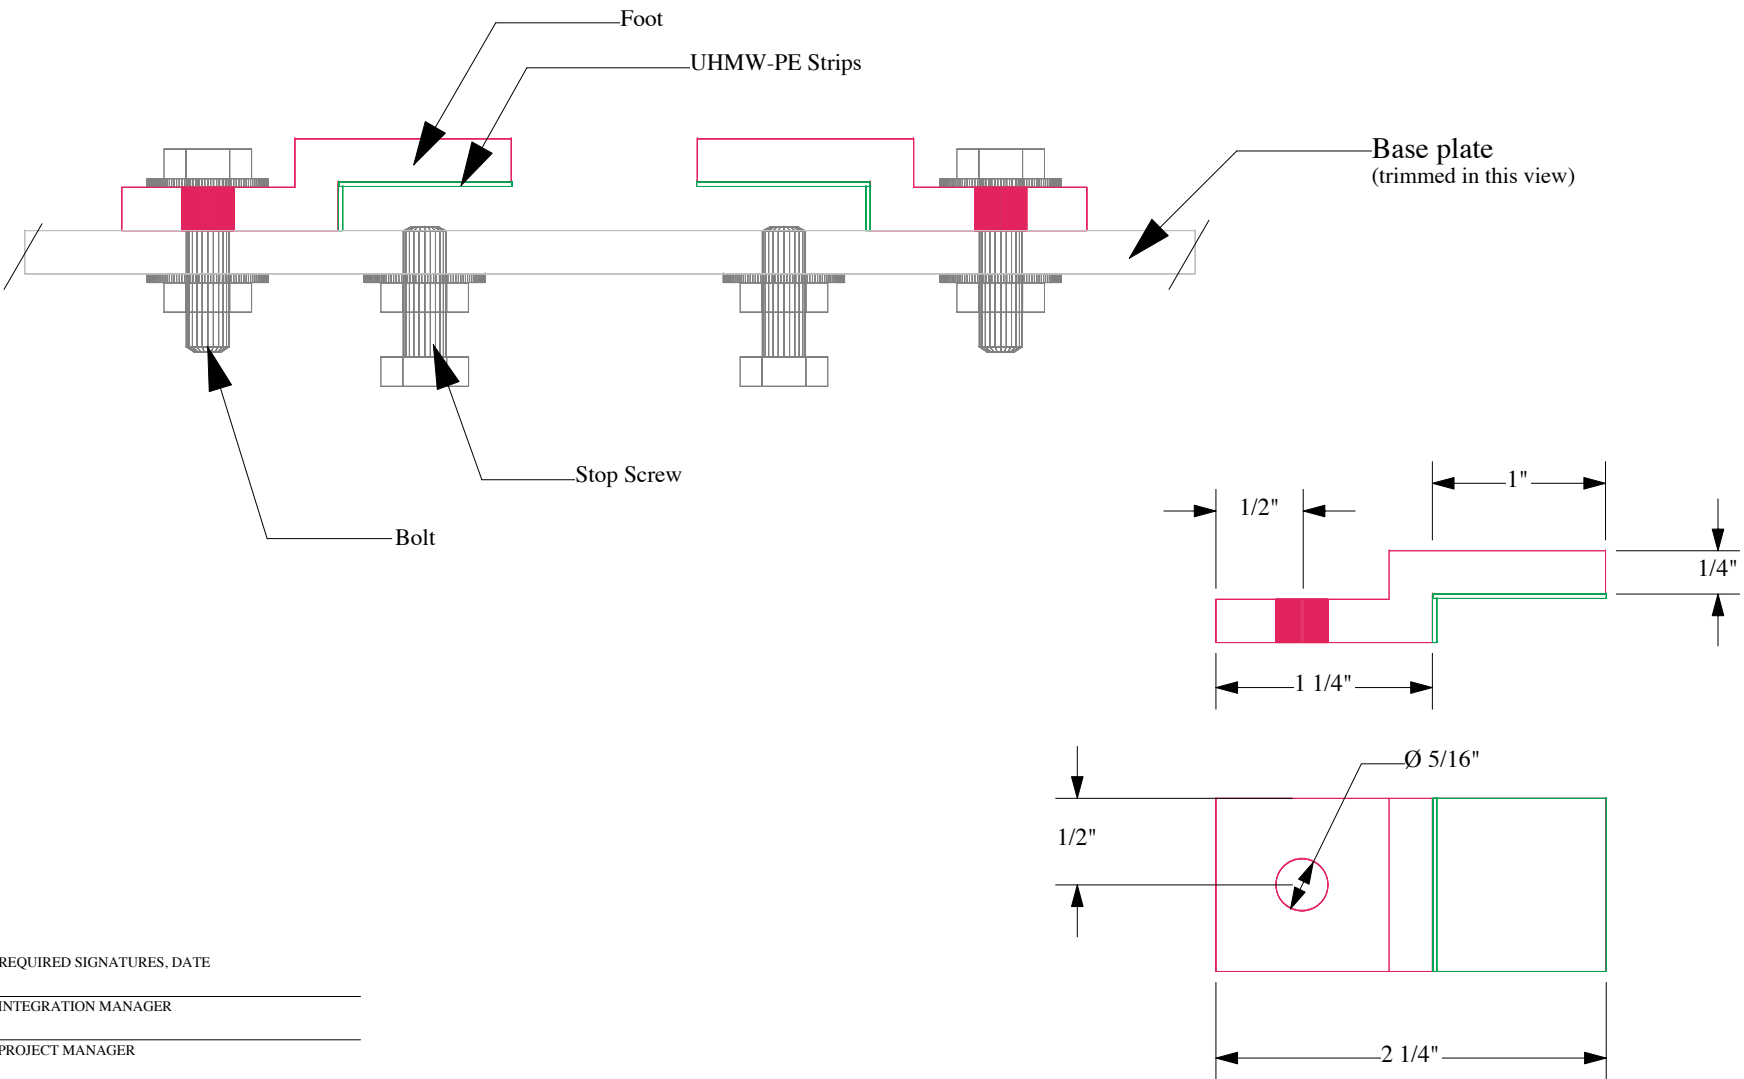 Foot
UHMW-PE Strips
Base plate
(trimmed in this view)
Stop Screw
Bolt
1"
1/2"
1/4"
1 1/4"
Ø 5/16"
1/2"
2 1/4"
REQUIRED SIGNATURES, DATE
INTEGRATION MANAGER
PROJECT MANAGER